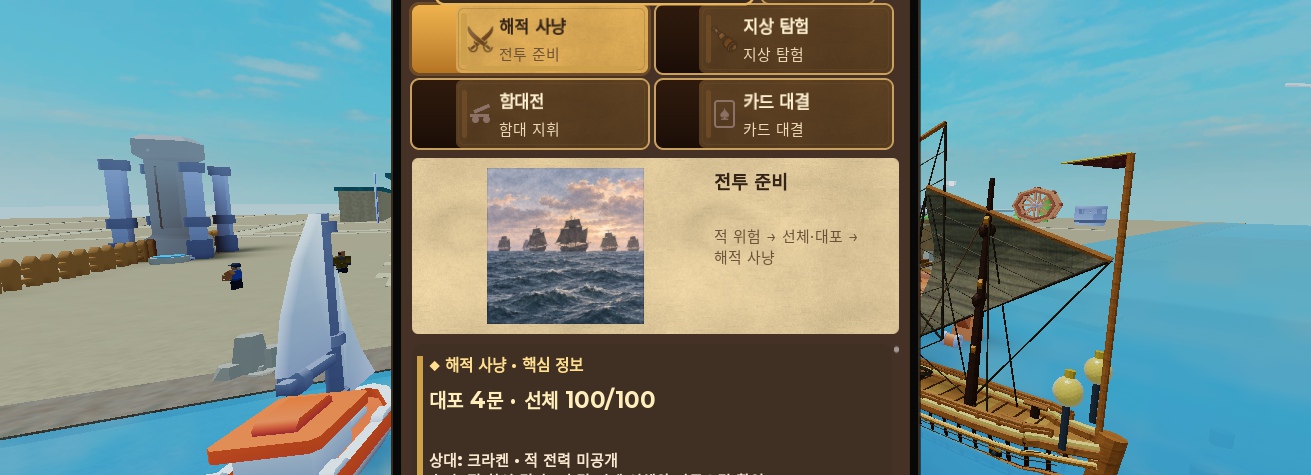 해적 사냥
전투 준비
지상 탐험
지상 탐험
함대전
함대 지휘
카드 대결
카드 대결
전투 준비
적 위험 → 선체·대포 →
해적 사냥
◆ 해적 사냥 • 핵심 정보
대포 4문 • 선체 100/100
상대: 크라켄 • 적 전력 미공개